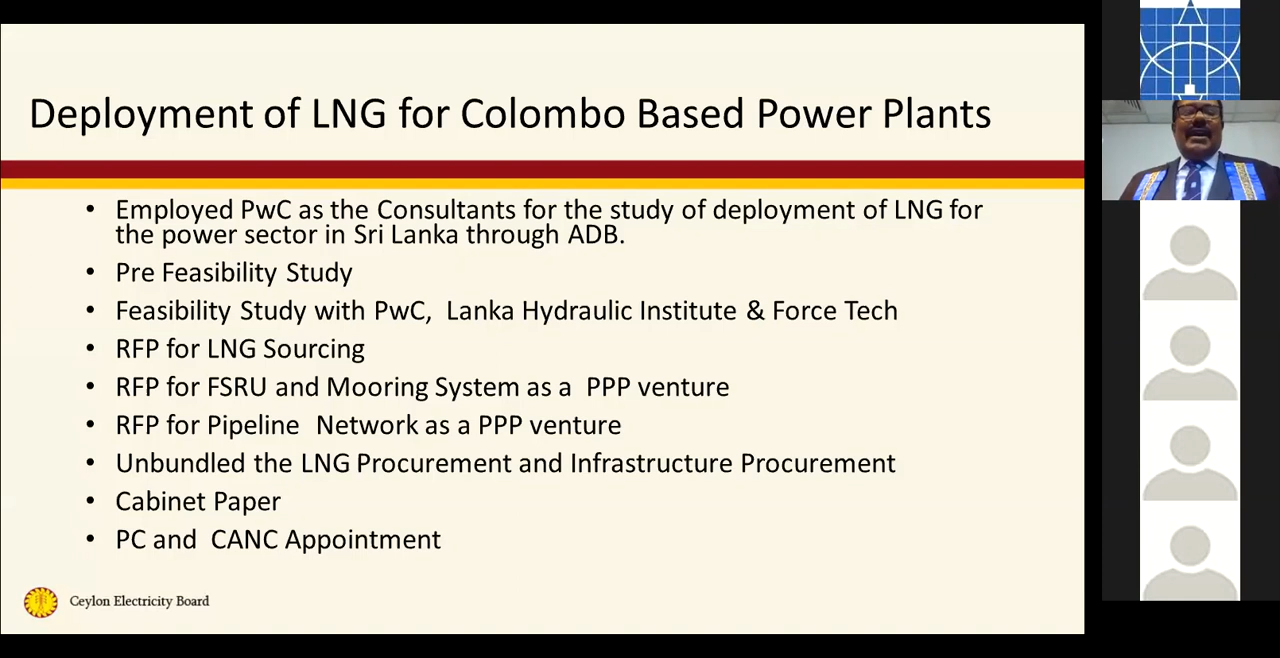 Deployment of LNG for Colombo Based Power Plants
• Employed PwC as the Consultants for the study of deployment of LNG for
the power sector in Sri Lanka through ADB.
• Pre Feasibility Study
• Feasibility Study with PwC, Lanka Hydraulic Institute & Force Tech
• RFP for LNG Sourcing
• RFP for FSRU and Mooring System as a PPP venture
• RFP for Pipeline Network as a PPP venture
• Unbundled the LNG Procurement and Infrastructure Procurement
• Cabinet Paper
• PC and CANC Appointment
Ceylon Electricity Board